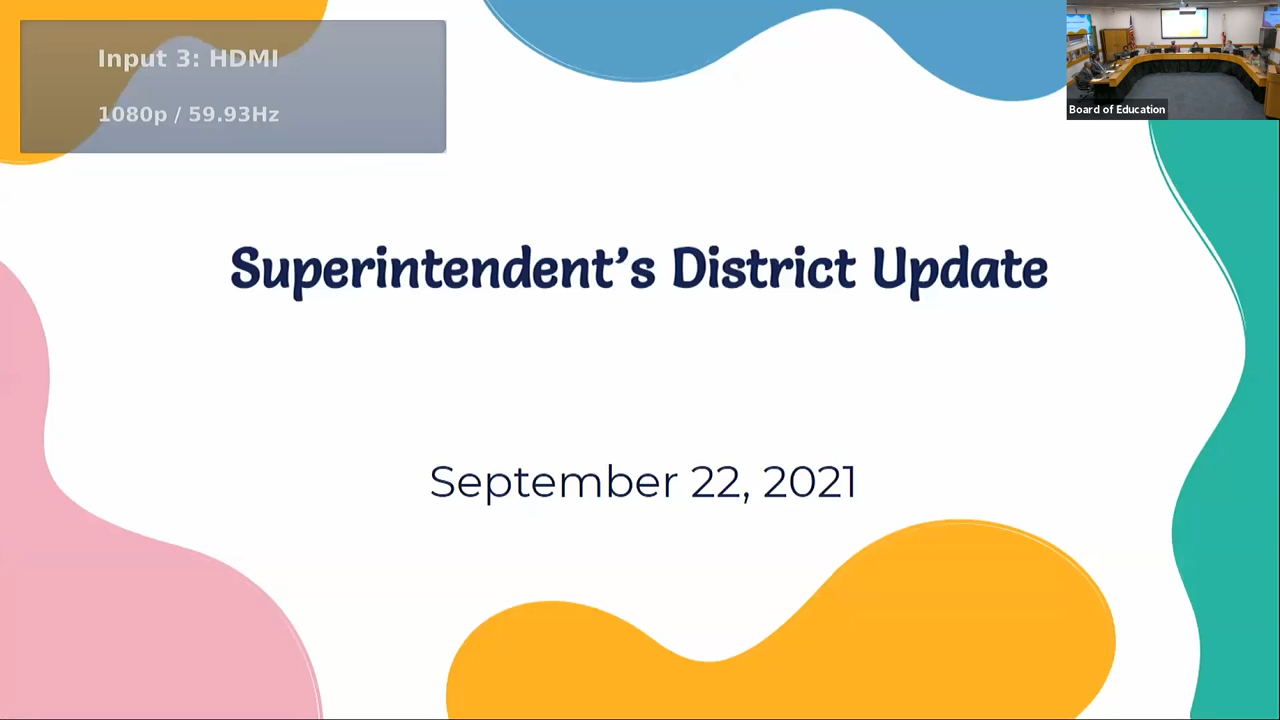 Input 3: HDMI
1080p / 59.93Hz
Board of Education
Superintendent’s District Update
September 22, 2021